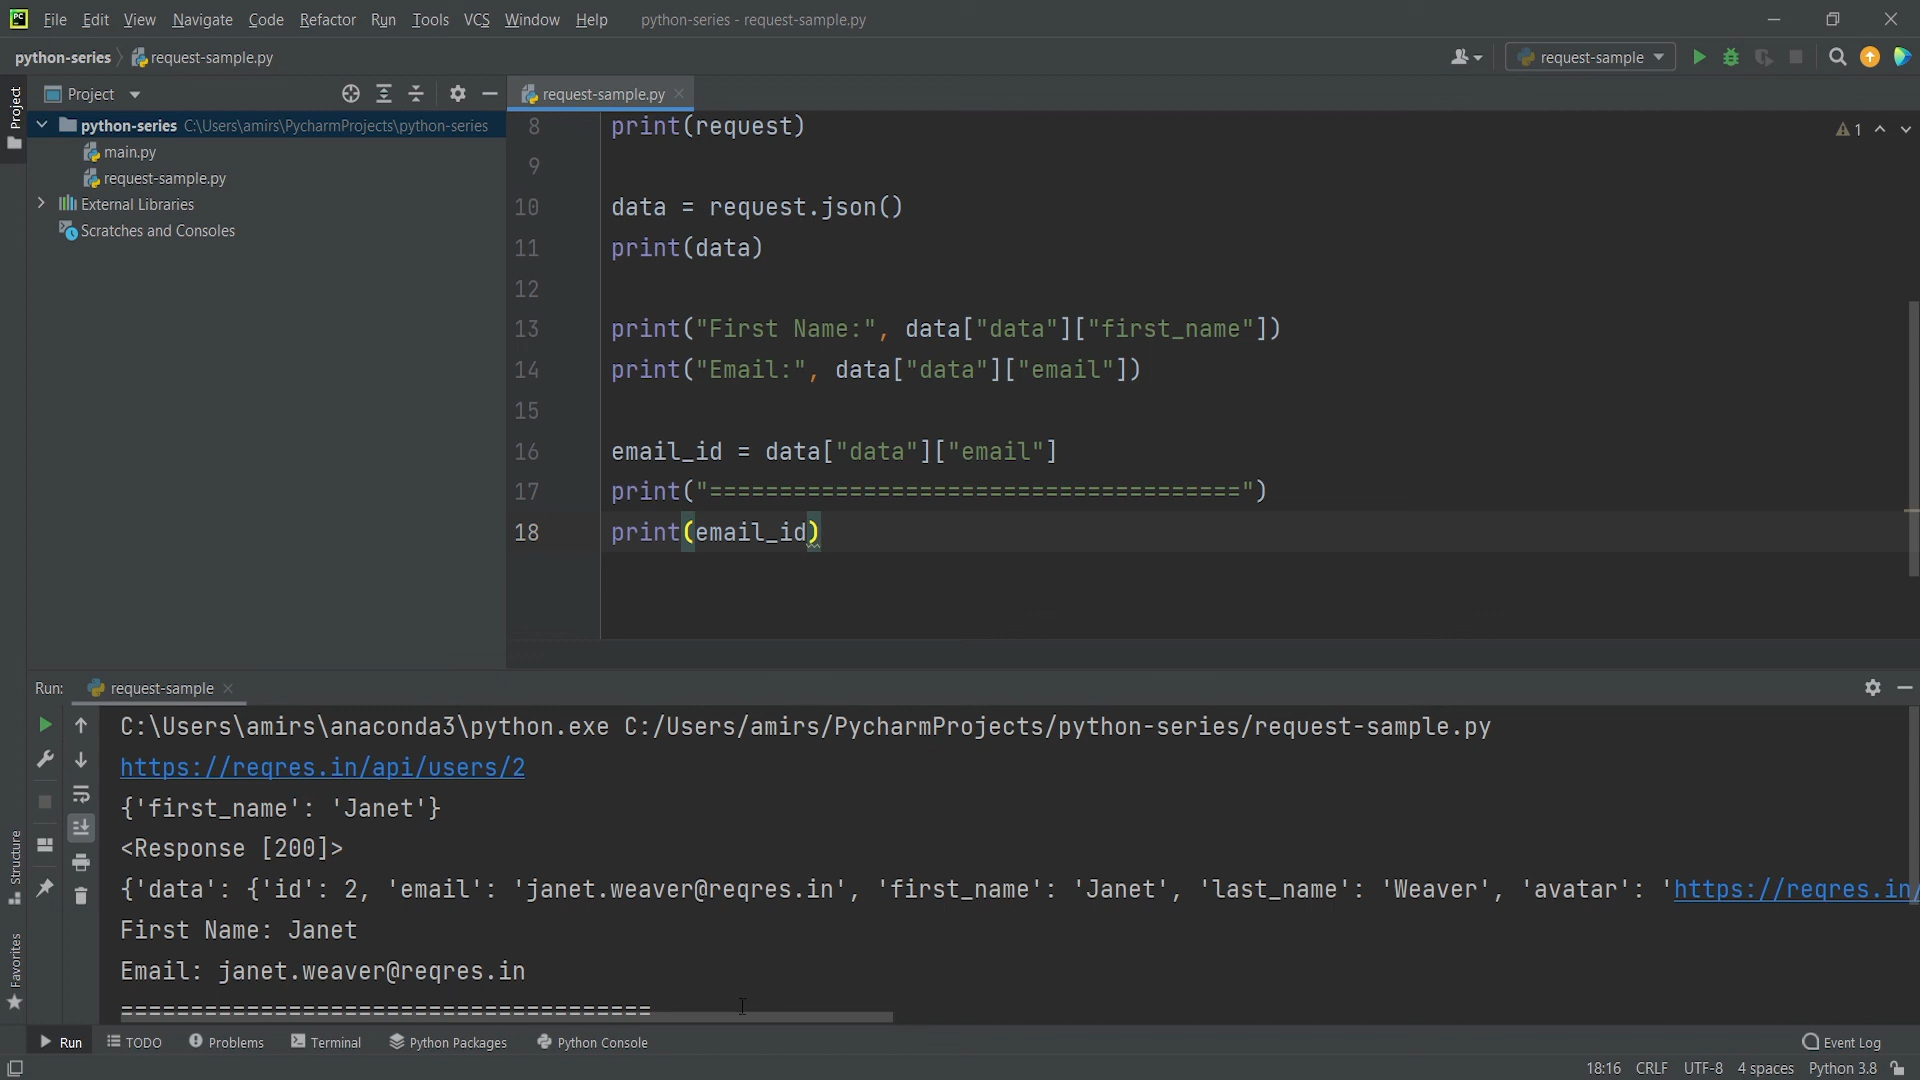 PC File Edit View Navigate Code Refactor Run Tools VCS Window Help python-series - request-sample.py
python-series request-sample.py request-sample
Project
Project
request-sample.py
python-series C:\Users\amirs\PycharmProjects\python-series
main.py
request-sample.py
External Libraries
Scratches and Consoles
1
8 print(request)
9
10 data = request.json()
11 print(data)
12
13 print("First Name:", data["data"]["first_name"])
14 print("Email:", data["data"]["email"])
15
16 email_id = data["data"]["email"]
17 print("======================================")
18 print(email_id)
Run: request-sample
C:\Users\amirs\anaconda3\python.exe C:/Users/amirs/PycharmProjects/python-series/request-sample.py
https://reqres.in/api/users/2
{'first_name': 'Janet'}
<Response [200]>
{'data': {'id': 2, 'email': 'janet.weaver@reqres.in', 'first_name': 'Janet', 'last_name': 'Weaver', 'avatar': 'https://reqres.in/
First Name: Janet
Email: janet.weaver@reqres.in
======================================
Structure
Favorites
Run TODO Problems Terminal Python Packages Python Console Event Log
18:16 CRLF UTF-8 4 spaces Python 3.8